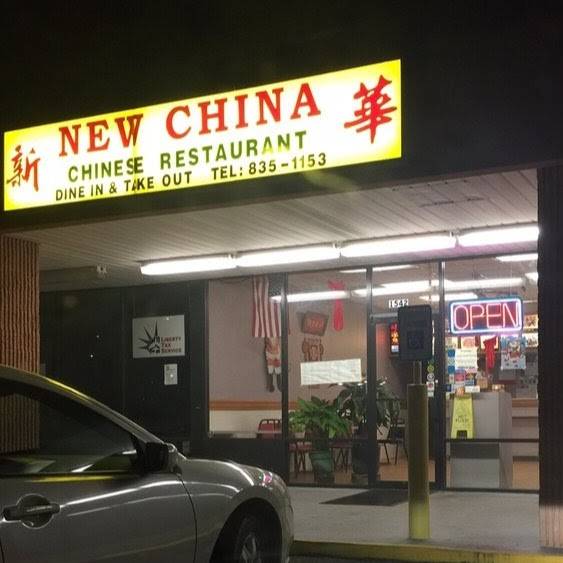 新 NEW CHINA 華
CHINESE RESTAURANT
DINE IN & TAKE OUT TEL: 835-1153
1542
OPEN
LIBERTY
TAX
SERVICE